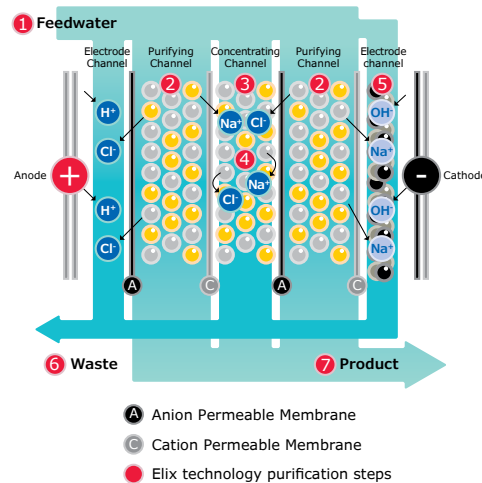 1 Feedwater
Electrode Channel
Purifying Channel
Concentrating Channel
Purifying Channel
Electrode channel
2
3
2
5
H⁺
Na⁺
Cl⁻
OH⁻
Cl⁻
4
Na⁺
Anode
+
Cl⁻
Na⁺
-
Cathode
H⁺
OH⁻
Cl⁻
Na⁺
A
C
A
C
6 Waste
7 Product
A Anion Permeable Membrane
C Cation Permeable Membrane
Elix technology purification steps